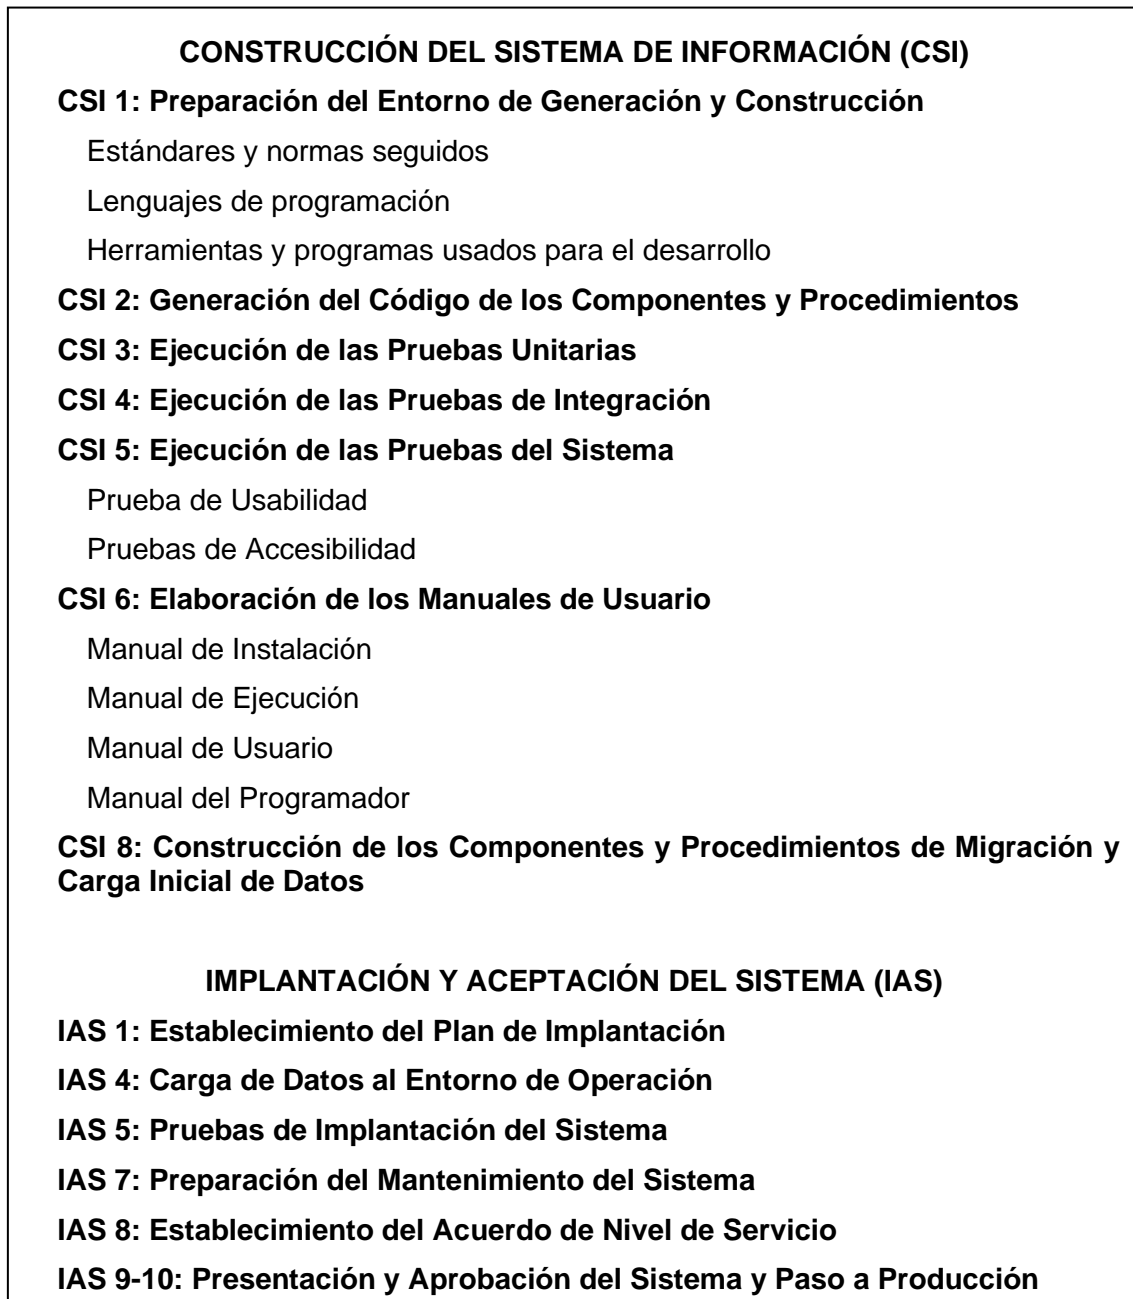 CONSTRUCCIÓN DEL SISTEMA DE INFORMACIÓN (CSI)
CSI 1: Preparación del Entorno de Generación y Construcción
Estándares y normas seguidos
Lenguajes de programación
Herramientas y programas usados para el desarrollo
CSI 2: Generación del Código de los Componentes y Procedimientos
CSI 3: Ejecución de las Pruebas Unitarias
CSI 4: Ejecución de las Pruebas de Integración
CSI 5: Ejecución de las Pruebas del Sistema
Prueba de Usabilidad
Pruebas de Accesibilidad
CSI 6: Elaboración de los Manuales de Usuario
Manual de Instalación
Manual de Ejecución
Manual de Usuario
Manual del Programador
CSI 8: Construcción de los Componentes y Procedimientos de Migración y
Carga Inicial de Datos
IMPLANTACIÓN Y ACEPTACIÓN DEL SISTEMA (IAS)
IAS 1: Establecimiento del Plan de Implantación
IAS 4: Carga de Datos al Entorno de Operación
IAS 5: Pruebas de Implantación del Sistema
IAS 7: Preparación del Mantenimiento del Sistema
IAS 8: Establecimiento del Acuerdo de Nivel de Servicio
IAS 9-10: Presentación y Aprobación del Sistema y Paso a Producción